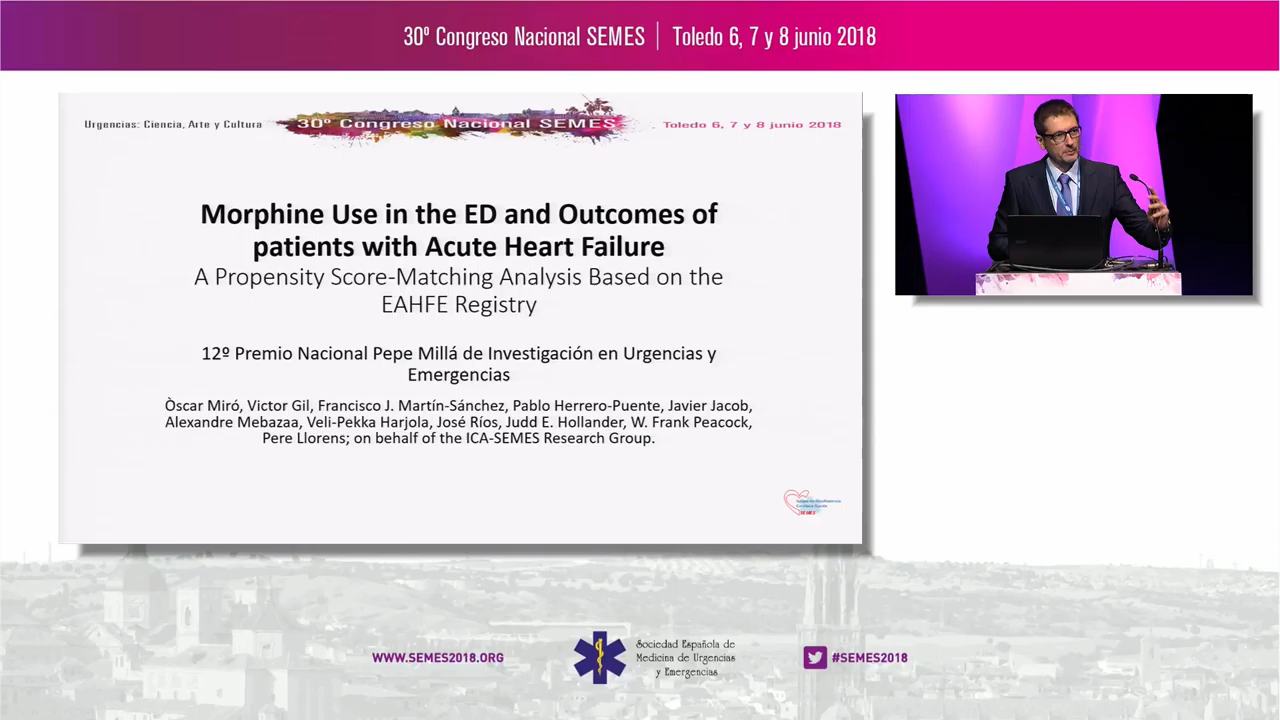 30º Congreso Nacional SEMES | Toledo 6, 7 y 8 junio 2018
Urgencias: Ciencia, Arte y Cultura
30º Congreso Nacional SEMES
Toledo 6, 7 y 8 junio 2018
Morphine Use in the ED and Outcomes of
patients with Acute Heart Failure
A Propensity Score-Matching Analysis Based on the
EAHFE Registry
12º Premio Nacional Pepe Millá de Investigación en Urgencias y
Emergencias
Òscar Miró, Victor Gil, Francisco J. Martín-Sánchez, Pablo Herrero-Puente, Javier Jacob,
Alexandre Mebazaa, Veli-Pekka Harjola, José Ríos, Judd E. Hollander, W. Frank Peacock,
Pere Llorens; on behalf of the ICA-SEMES Research Group.
SEMES
WWW.SEMES2018.ORG
Sociedad Española de
Medicina de Urgencias
y Emergencias
#SEMES2018